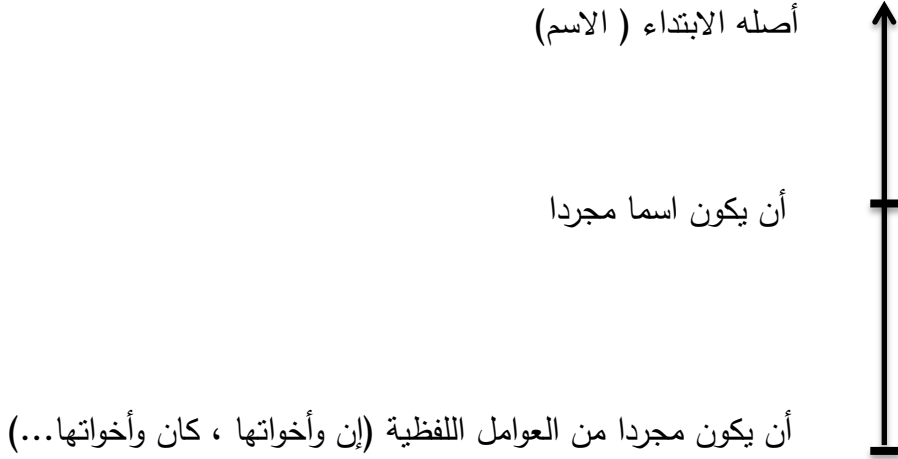 أصله الابتداء ( الاسم)
أن يكون اسما مجردا
أن يكون مجردا من العوامل اللفظية (إن وأخواتها ، كان وأخواتها...)